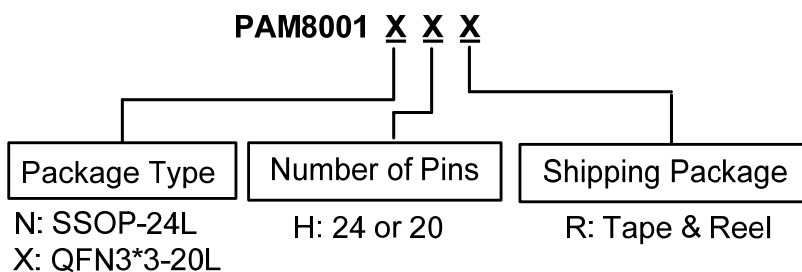 PAM8001 X X X
Package Type
Number of Pins
Shipping Package
N: SSOP-24L
H: 24 or 20
R: Tape & Reel
X: QFN3*3-20L